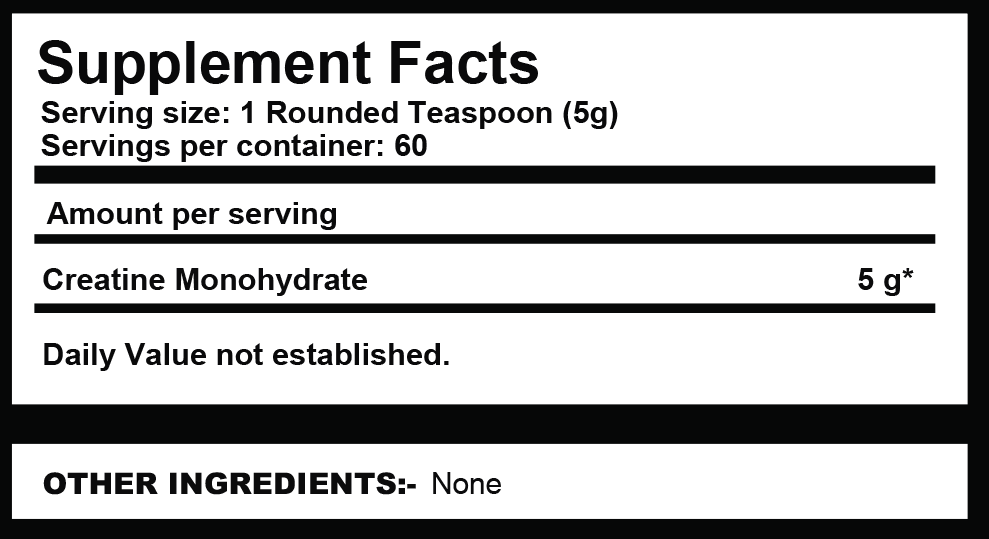 Supplement Facts
Serving size: 1 Rounded Teaspoon (5g)
Servings per container: 60
Amount per serving
Creatine Monohydrate 5 g*
Daily Value not established.
OTHER INGREDIENTS:- None